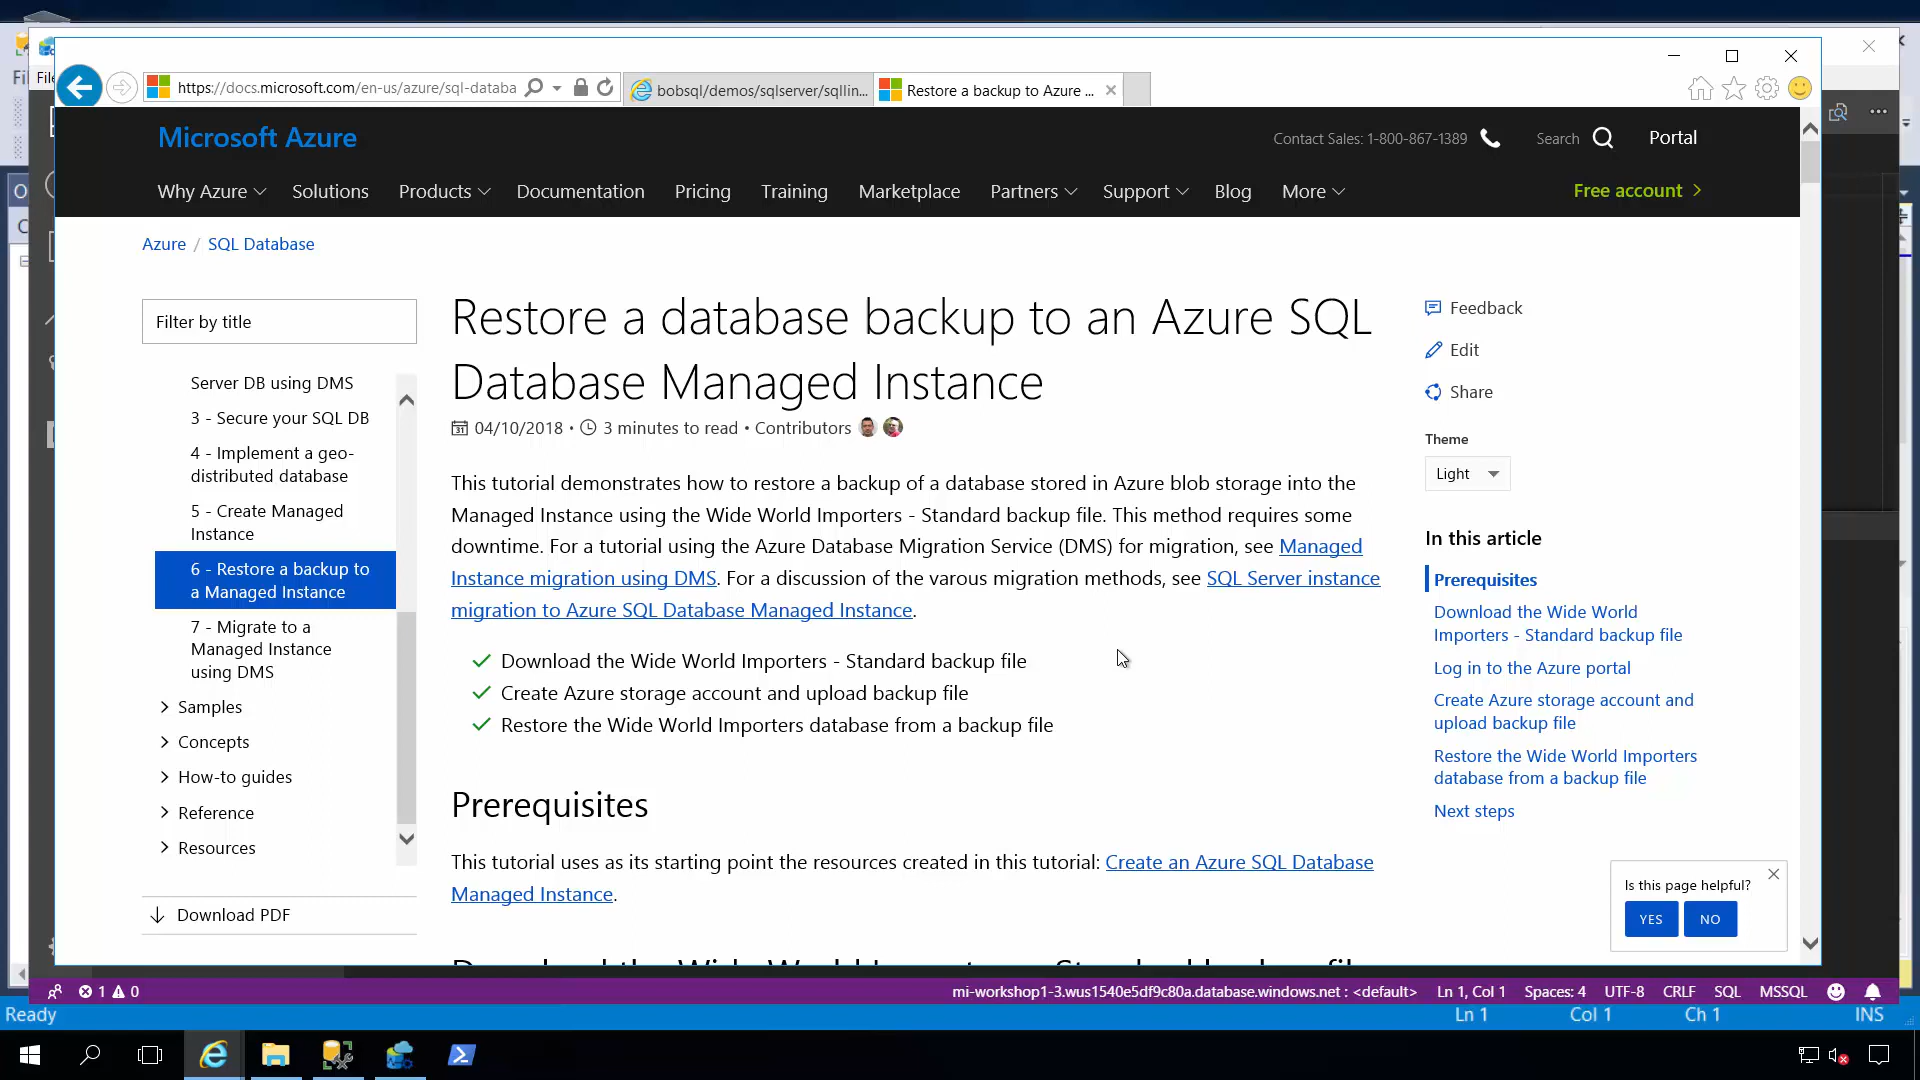 https://docs.microsoft.com/en-us/azure/sql-databa
bobsql/demos/sqlserver/sqllin...
Restore a backup to Azure ...
Microsoft Azure
Contact Sales: 1-800-867-1389
Search
Portal
Why Azure
Solutions
Products
Documentation
Pricing
Training
Marketplace
Partners
Support
Blog
More
Free account
Azure / SQL Database
Filter by title
Server DB using DMS
3 - Secure your SQL DB
4 - Implement a geo-
distributed database
5 - Create Managed
Instance
6 - Restore a backup to
a Managed Instance
7 - Migrate to a
Managed Instance
using DMS
Samples
Concepts
How-to guides
Reference
Resources
Download PDF
Restore a database backup to an Azure SQL
Database Managed Instance
04/10/2018 • 3 minutes to read • Contributors
This tutorial demonstrates how to restore a backup of a database stored in Azure blob storage into the
Managed Instance using the Wide World Importers - Standard backup file. This method requires some
downtime. For a tutorial using the Azure Database Migration Service (DMS) for migration, see Managed
Instance migration using DMS. For a discussion of the varous migration methods, see SQL Server instance
migration to Azure SQL Database Managed Instance.
Download the Wide World Importers - Standard backup file
Create Azure storage account and upload backup file
Restore the Wide World Importers database from a backup file
Prerequisites
This tutorial uses as its starting point the resources created in this tutorial: Create an Azure SQL Database
Managed Instance.
Feedback
Edit
Share
Theme
Light
In this article
Prerequisites
Download the Wide World
Importers - Standard backup file
Log in to the Azure portal
Create Azure storage account and
upload backup file
Restore the Wide World Importers
database from a backup file
Next steps
Is this page helpful?
YES
NO
1 0
mi-workshop1-3.wus1540e5df9c80a.database.windows.net : <default>
Ln 1, Col 1
Spaces: 4
UTF-8
CRLF
SQL
MSSQL
Ready
Ln 1
Col 1
Ch 1
INS